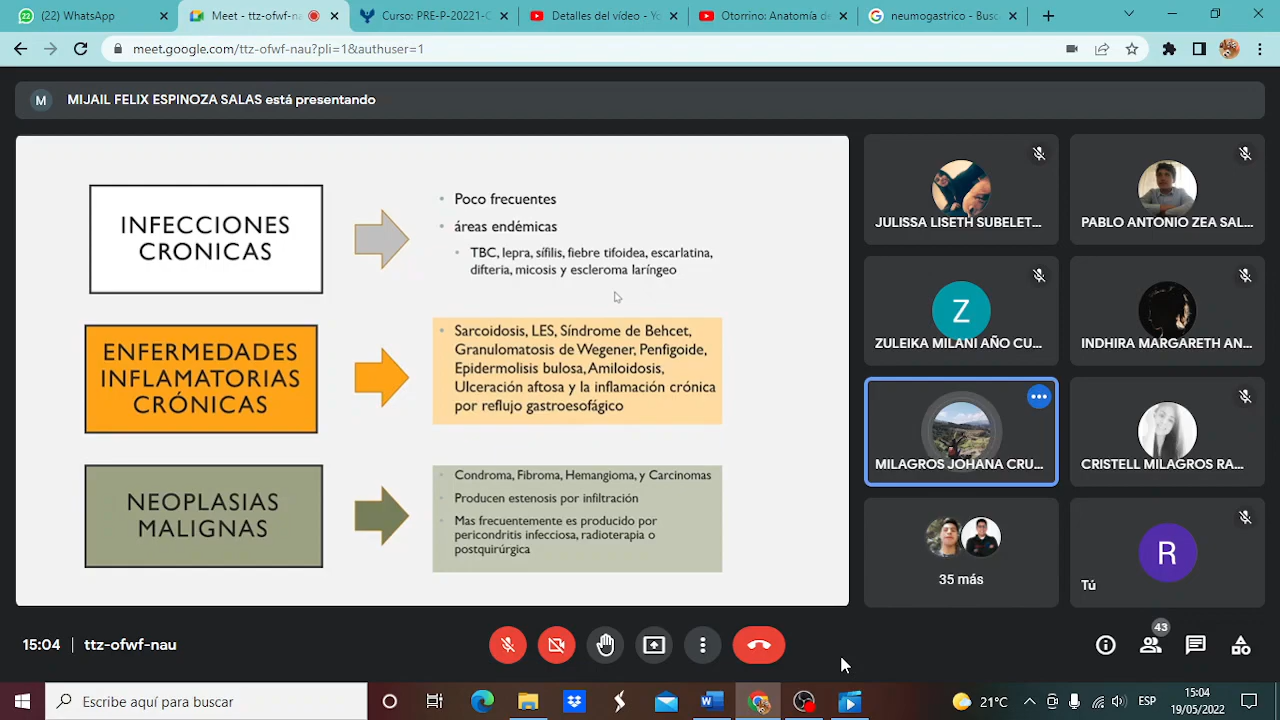 (22) WhatsApp
Meet - ttz-ofwf-nau
Curso: PRE-P-20221-C
Detalles del vídeo - Yo
Otorrino: Anatomía de
neumogastrico - Busc
meet.google.com/ttz-ofwf-nau?pli=1&authuser=1
M
MIJAIL FELIX ESPINOZA SALAS está presentando
INFECCIONES
CRONICAS
Poco frecuentes
áreas endémicas
TBC, lepra, sífilis, fiebre tifoidea, escarlatina,
difteria, micosis y escleroma laríngeo
ENFERMEDADES
INFLAMATORIAS
CRÓNICAS
Sarcoidosis, LES, Síndrome de Behcet,
Granulomatosis de Wegener, Penfigoide,
Epidermolisis bulosa, Amiloidosis,
Ulceración aftosa y la inflamación crónica
por reflujo gastroesofágico
NEOPLASIAS
MALIGNAS
Condroma, Fibroma, Hemangioma, y Carcinomas
Producen estenosis por infiltración
Mas frecuentemente es producido por
pericondritis infecciosa, radioterapia o
postquirúrgica
JULISSA LISETH SUBELET...
PABLO ANTONIO ZEA SAL...
Z
ZULEIKA MILANI AÑO CU...
INDHIRA MARGARETH AN...
MILAGROS JOHANA CRU...
CRISTELL MILAGROS RA...
35 más
R
Tú
15:04
ttz-ofwf-nau
43
Escribe aquí para buscar
21°C
ESP
15:04
19/05/2022